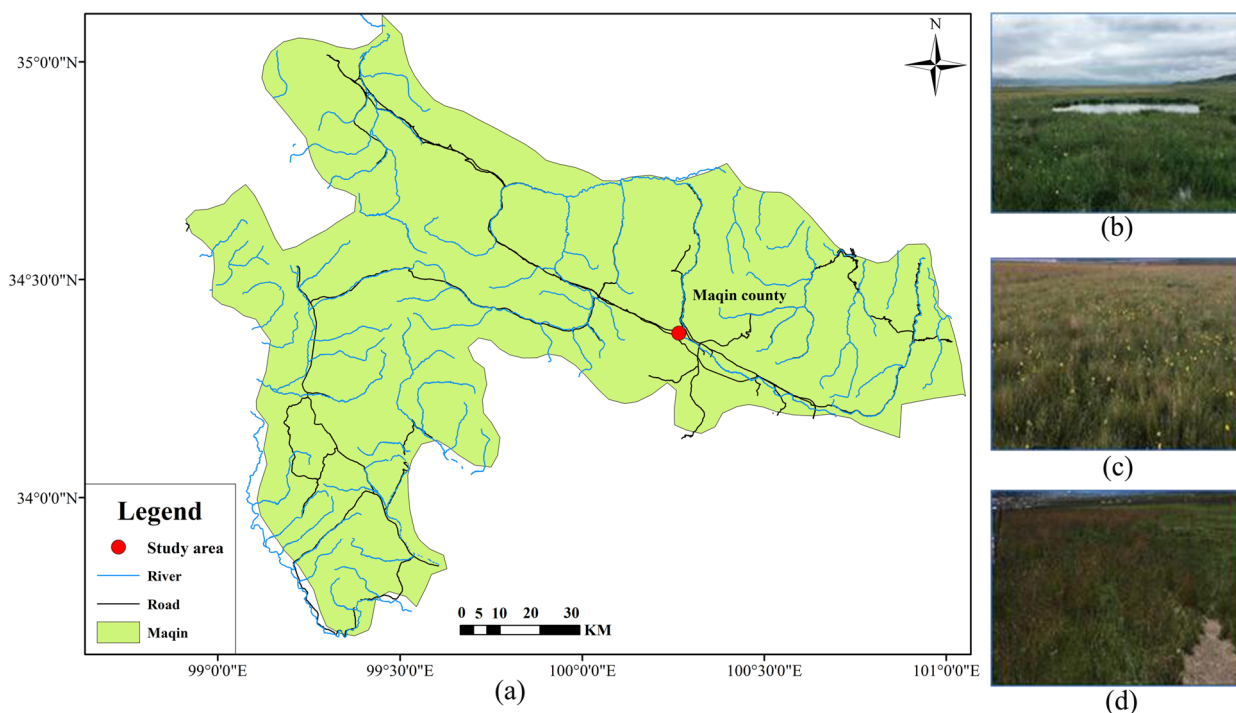 N
35°0'0"N
34°30'0"N
34°0'0"N
Maqin county
Legend
Study area
River
Road
Maqin
0 5 10 20 30
KM
99°0'0"E 99°30'0"E 100°0'0"E 100°30'0"E 101°0'0"E
(a)
(b)
(c)
(d)